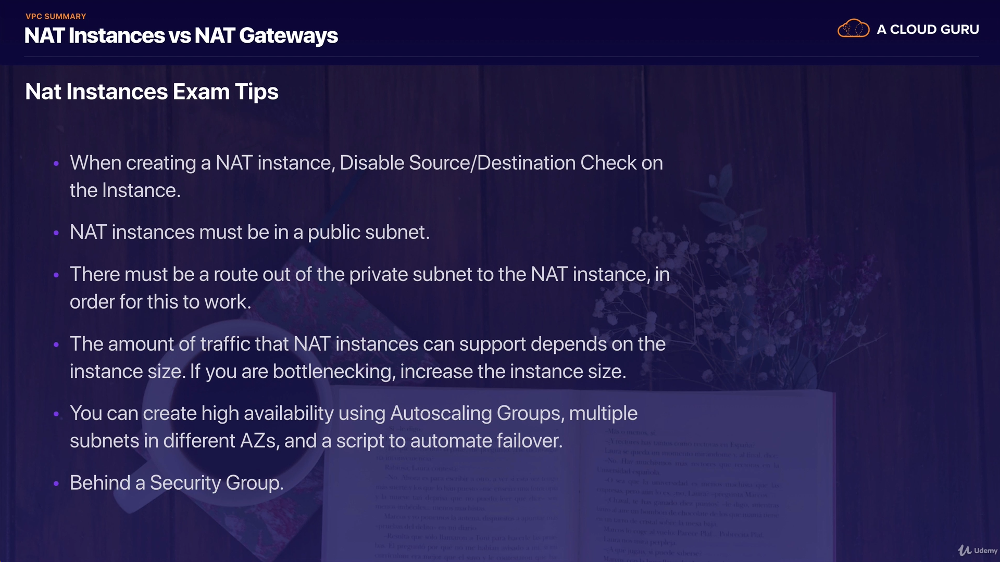 VPC SUMMARY
NAT Instances vs NAT Gateways
A CLOUD GURU
Nat Instances Exam Tips
• When creating a NAT instance, Disable Source/Destination Check on
the Instance.
• NAT instances must be in a public subnet.
• There must be a route out of the private subnet to the NAT instance, in
order for this to work.
• The amount of traffic that NAT instances can support depends on the
instance size. If you are bottlenecking, increase the instance size.
• You can create high availability using Autoscaling Groups, multiple
subnets in different AZs, and a script to automate failover.
• Behind a Security Group.
Udemy